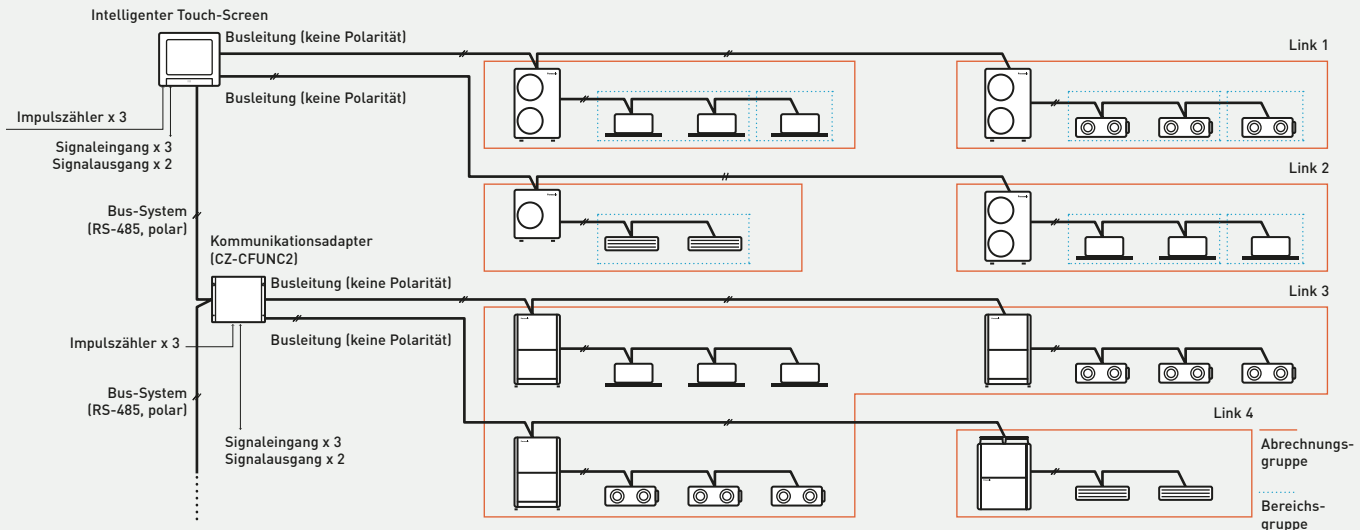 Intelligenter Touch-Screen
Busleitung (keine Polarität)
Link 1
Busleitung (keine Polarität)
Impulszähler x 3
Signaleingang x 3
Signalausgang x 2
Link 2
Bus-System
(RS-485, polar)
Kommunikationsadapter
(CZ-CFUNC2)
Busleitung (keine Polarität)
Link 3
Busleitung (keine Polarität)
Impulszähler x 3
Bus-System
(RS-485, polar)
Signaleingang x 3
Signalausgang x 2
Link 4
Abrechnungs-
gruppe
Bereichs-
gruppe